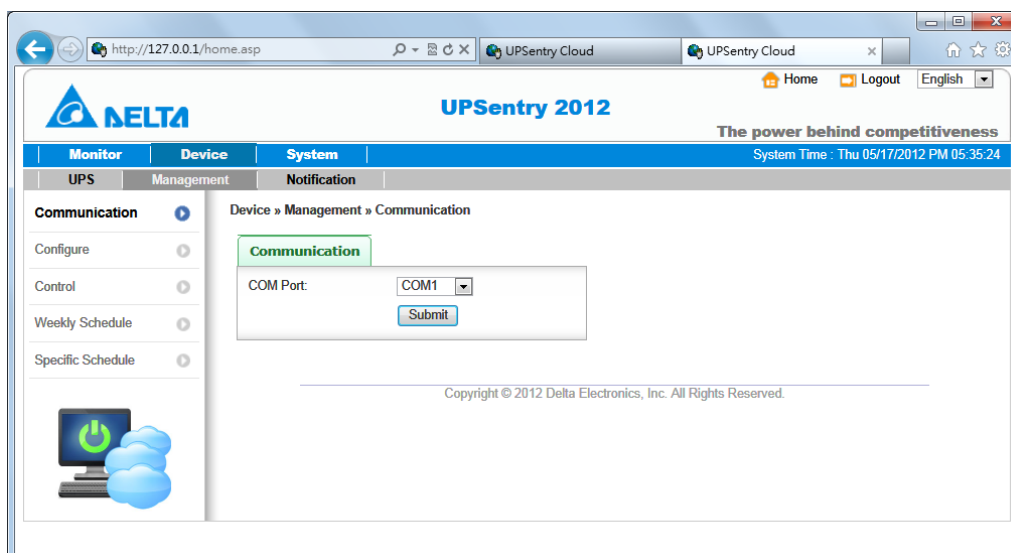 http://127.0.0.1/home.asp UPSentry Cloud UPSentry Cloud
Home Logout English
DELTA UPSentry 2012
The power behind competitiveness
Monitor Device System System Time : Thu 05/17/2012 PM 05:35:24
UPS Management Notification
Communication
Device » Management » Communication
Configure
Communication
Control
COM Port: COM1
Weekly Schedule
Submit
Specific Schedule
Copyright © 2012 Delta Electronics, Inc. All Rights Reserved.